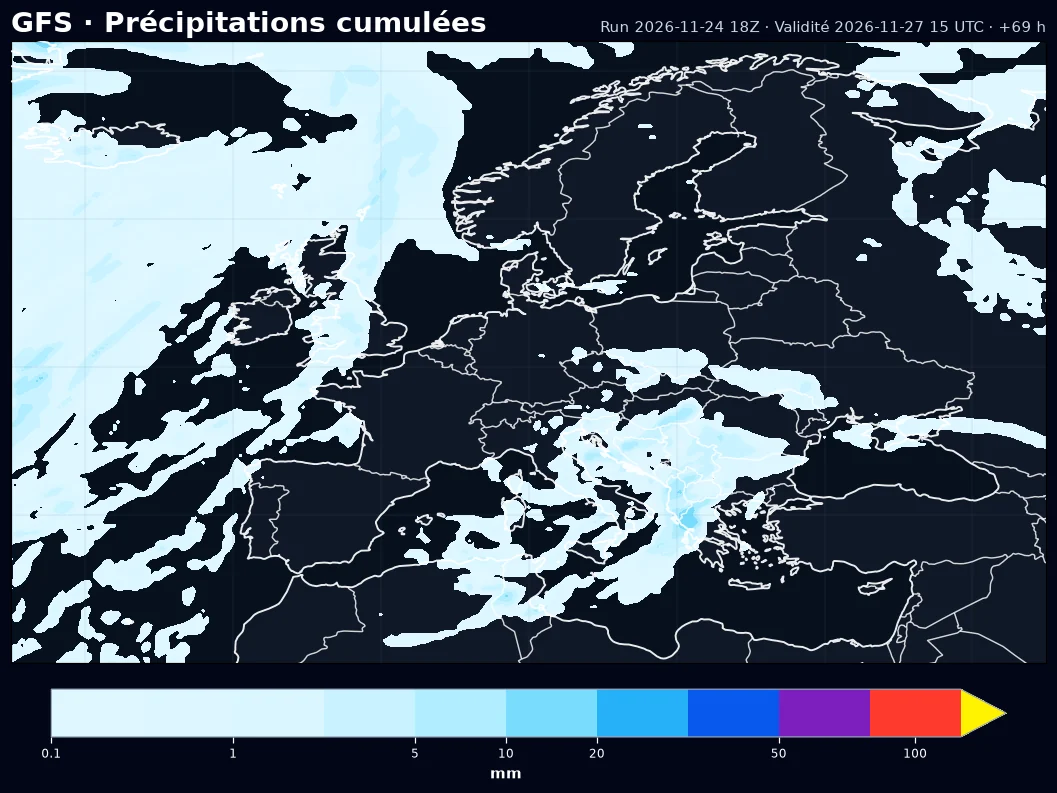 GFS · Précipitations cumulées
Run 2026-11-24 18Z · Validité 2026-11-27 15 UTC · +69 h
0.1 1 5 10 20 50 100
mm